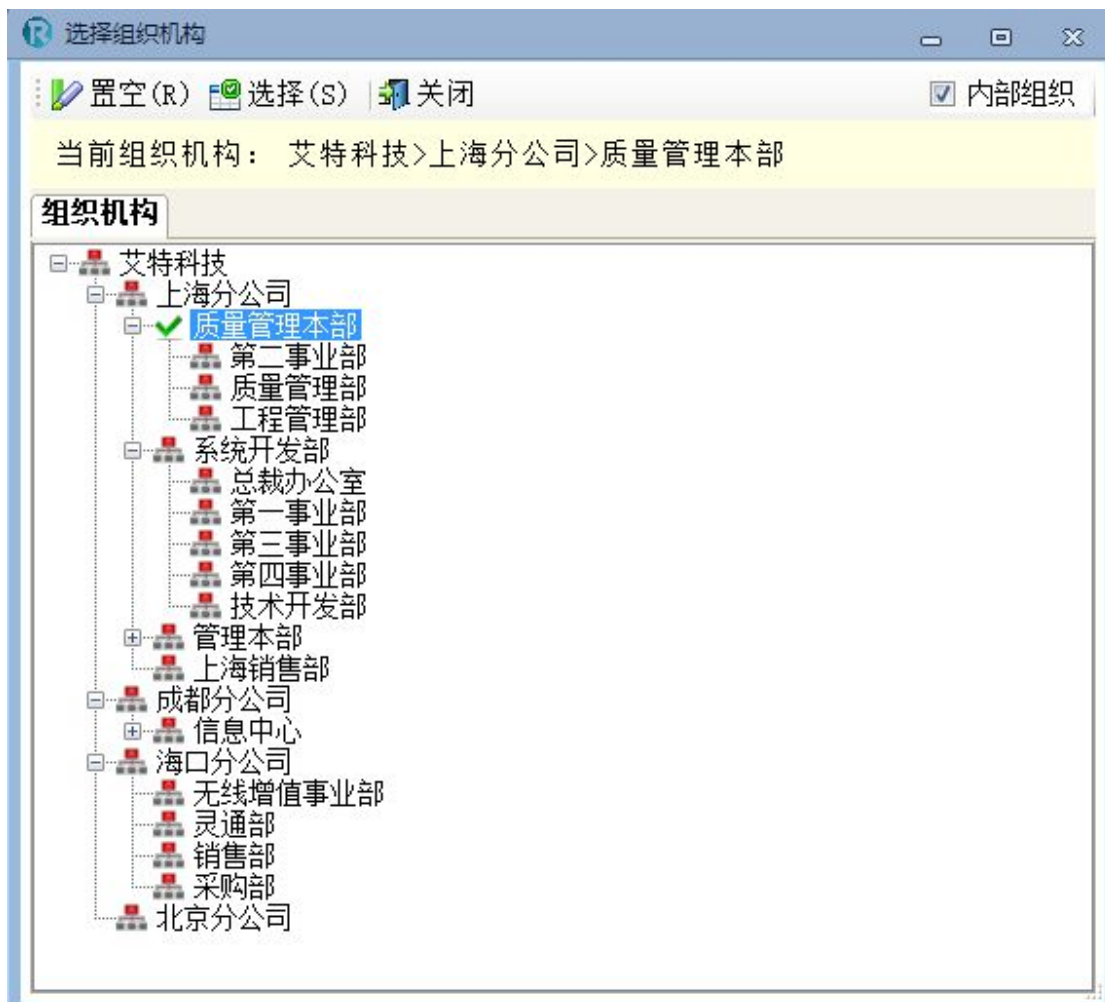 选择组织机构
置空(R) 选择(S) 关闭 内部组织
当前组织机构： 艾特科技>上海分公司>质量管理本部
组织机构
艾特科技
上海分公司
质量管理本部
第二事业部
质量管理部
工程管理部
系统开发部
总裁办公室
第一事业部
第三事业部
第四事业部
技术开发部
管理本部
上海销售部
成都分公司
信息中心
海口分公司
无线增值事业部
灵通部
销售部
采购部
北京分公司